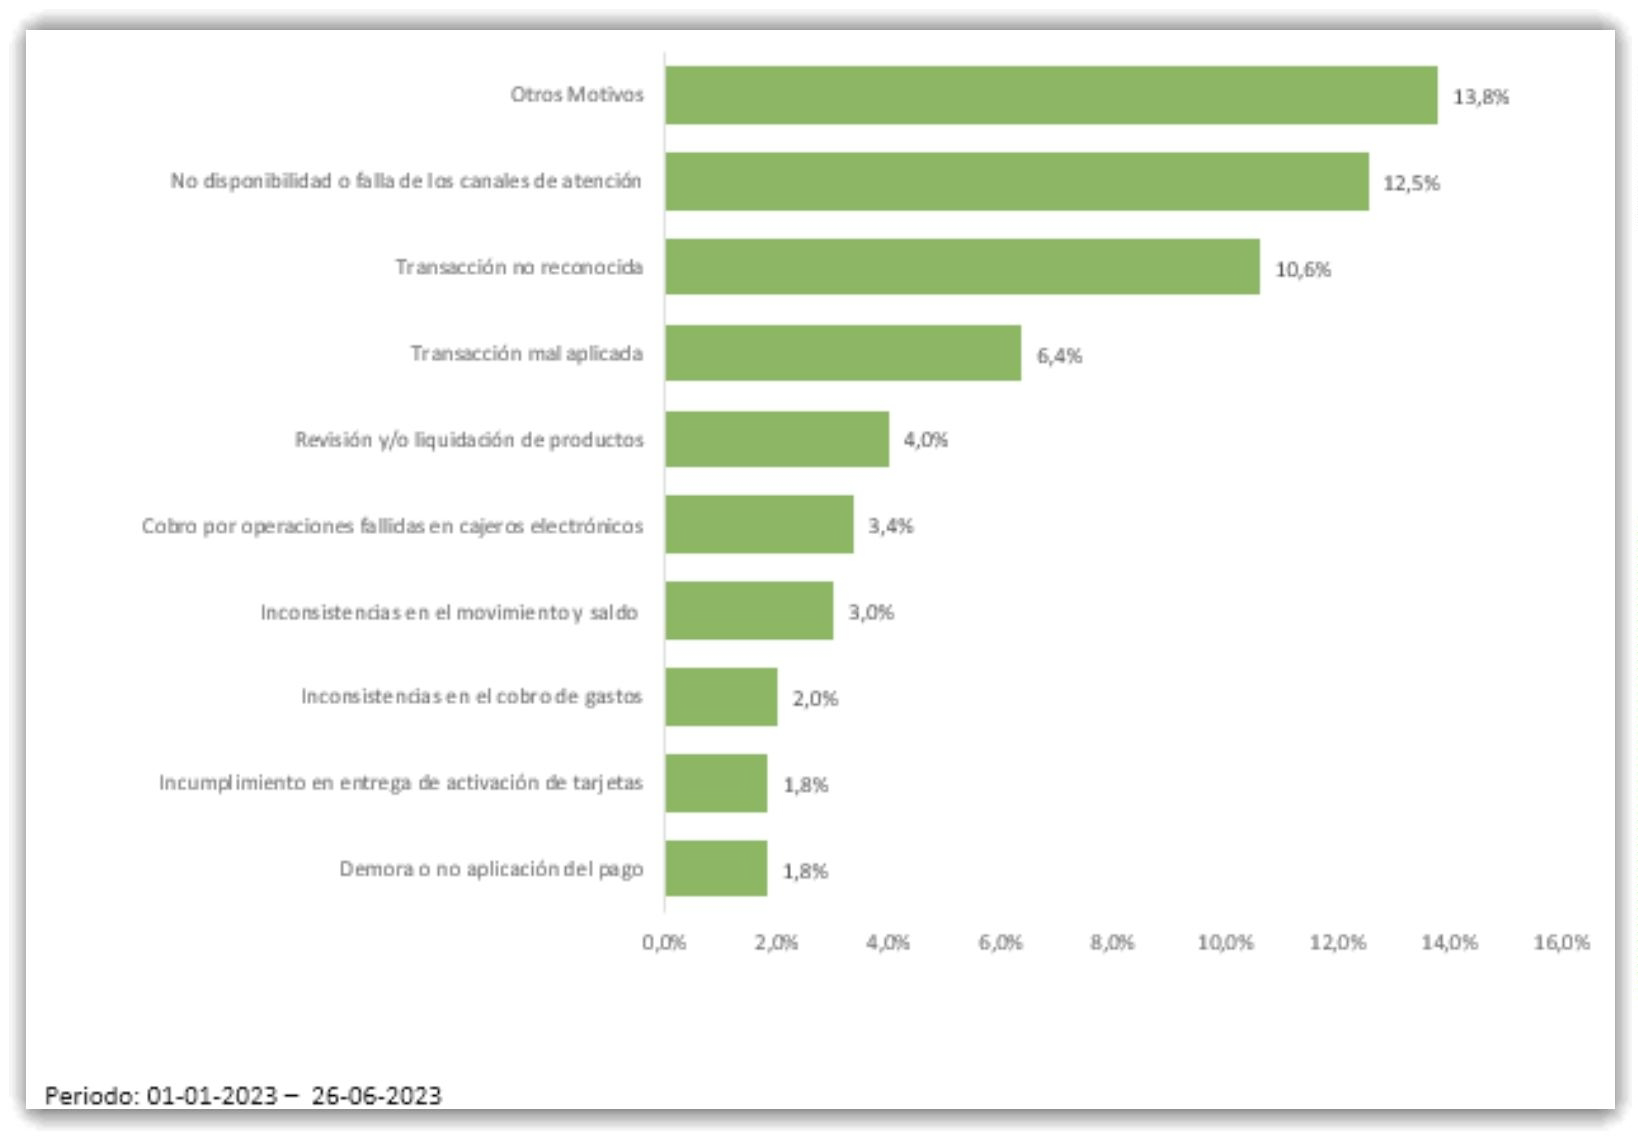 Otros Motivos 13,8%
No disponibilidad o falla de los canales de atención 12,5%
Transacción no reconocida 10,6%
Transacción mal aplicada 6,4%
Revisión y/o liquidación de productos 4,0%
Cobro por operaciones fallidas en cajeros electrónicos 3,4%
Inconsistencias en el movimiento y saldo 3,0%
Inconsistencias en el cobro de gastos 2,0%
Incumplimiento en entrega de activación de tarjetas 1,8%
Demora o no aplicación del pago 1,8%
0,0% 2,0% 4,0% 6,0% 8,0% 10,0% 12,0% 14,0% 16,0%
Periodo: 01-01-2023 – 26-06-2023